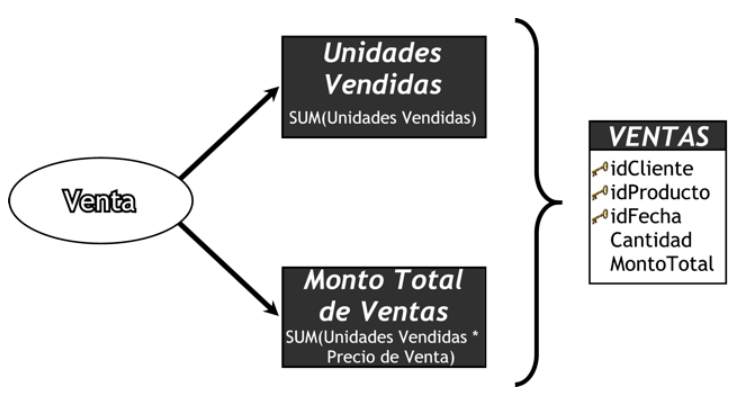 Unidades
Vendidas
SUM(Unidades Vendidas)
Venta
Monto Total
de Ventas
SUM(Unidades Vendidas *
Precio de Venta)
VENTAS
idCliente
idProducto
idFecha
Cantidad
MontoTotal